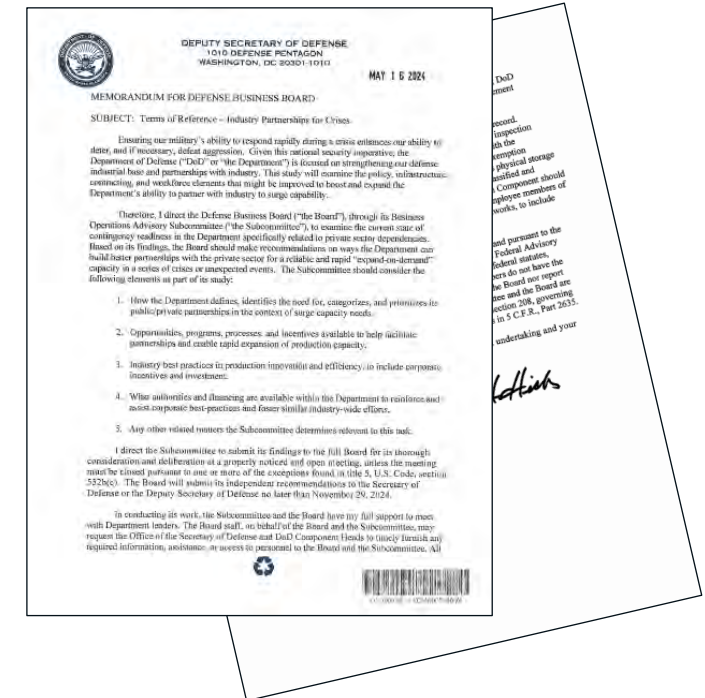 DEPUTY SECRETARY OF DEFENSE
1010 DEFENSE PENTAGON
WASHINGTON, DC 20301-1010
MAY 16 2024
MEMORANDUM FOR DEFENSE BUSINESS BOARD
SUBJECT: Terms of Reference – Industry Partnerships for Crises
Ensuring our military's ability to respond rapidly during a crisis enhances our ability to
deter, and if necessary, defeat aggression. Given this national security imperative, the
Department of Defense ("DoD" or "the Department") is focused on strengthening our defense
industrial base and partnerships with industry. This study will examine the policy, infrastructure,
contracting, and workforce elements that might be improved to boost and expand the
Department's ability to partner with industry to surge capability.
Therefore, I direct the Defense Business Board ("the Board"), through its Business
Operations Advisory Subcommittee ("the Subcommittee"), to examine the current state of
contingency readiness in the Department specifically related to private sector dependencies.
Based on its findings, the Board should make recommendations on ways the Department can
build better partnerships with the private sector for a reliable and rapid "expand-on-demand"
capacity in a series of crises or unexpected events. The Subcommittee should consider the
following elements as part of its study:
1. How the Department defines, identifies the need for, categorizes, and prioritizes its
public/private partnerships in the context of surge capacity needs.
2. Opportunities, programs, processes, and incentives available to help facilitate
partnerships and enable rapid expansion of production capacity.
3. Industry best practices in production innovation and efficiency, to include corporate
incentives and investment.
4. What authorities and financing are available within the Department to reinforce and
assist corporate best-practices and foster similar industry-wide efforts.
5. Any other related matters the Subcommittee determines relevant to this task.
I direct the Subcommittee to submit its findings to the full Board for its thorough
consideration and deliberation at a properly noticed and open meeting, unless the meeting
must be closed pursuant to one or more of the exceptions found in title 5, U.S. Code, section
552b(c). The Board will submit its independent recommendations to the Secretary of
Defense or the Deputy Secretary of Defense no later than November 29, 2024.
In conducting its work, the Subcommittee and the Board have my full support to meet
with Department leaders. The Board staff, on behalf of the Board and the Subcommittee, may
request the Office of the Secretary of Defense and DoD Component Heads to timely furnish any
required information, assistance, or access to personnel to the Board and the Subcommittee. All
DoD
record.
inspection
th the
physical storage
Component should
ployee members of
works, to include
and pursuant to the
Federal Advisory
federal statutes,
ers do not have the
he Board nor report
ttee and the Board are
ection 208, governing
s in 5 C.F.R., Part 2635.
undertaking and your